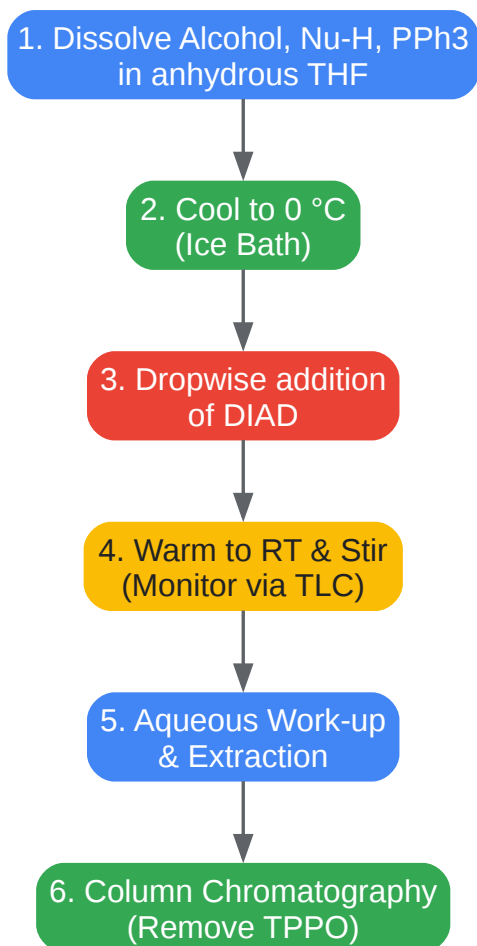 1. Dissolve Alcohol, Nu-H, PPh3
in anhydrous THF
2. Cool to 0 °C
(Ice Bath)
3. Dropwise addition
of DIAD
4. Warm to RT & Stir
(Monitor via TLC)
5. Aqueous Work-up
& Extraction
6. Column Chromatography
(Remove TPPO)